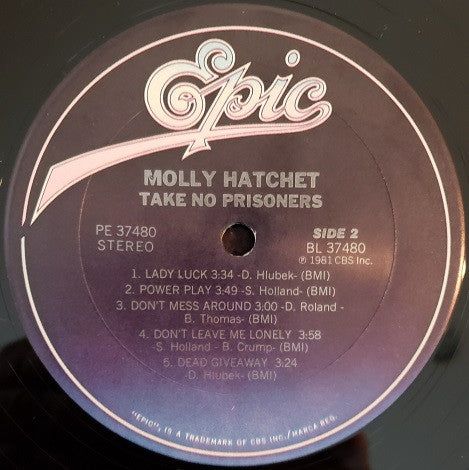 Epic
MOLLY HATCHET
TAKE NO PRISONERS
PE 37480
STEREO
SIDE 2
BL 37480
℗ 1981 CBS Inc.
1. LADY LUCK 3:34 -D. Hlubek- (BMI)
2. POWER PLAY 3:49 -S. Holland- (BMI)
3. DON'T MESS AROUND 3:00 -D. Roland -
B. Thomas- (BMI)
4. DON'T LEAVE ME LONELY 3:58
-S. Holland - B. Crump- (BMI)
5. DEAD GIVEAWAY 3:24
-D. Hlubek- (BMI)
"EPIC", IS A TRADEMARK OF CBS INC./MARCA REG.